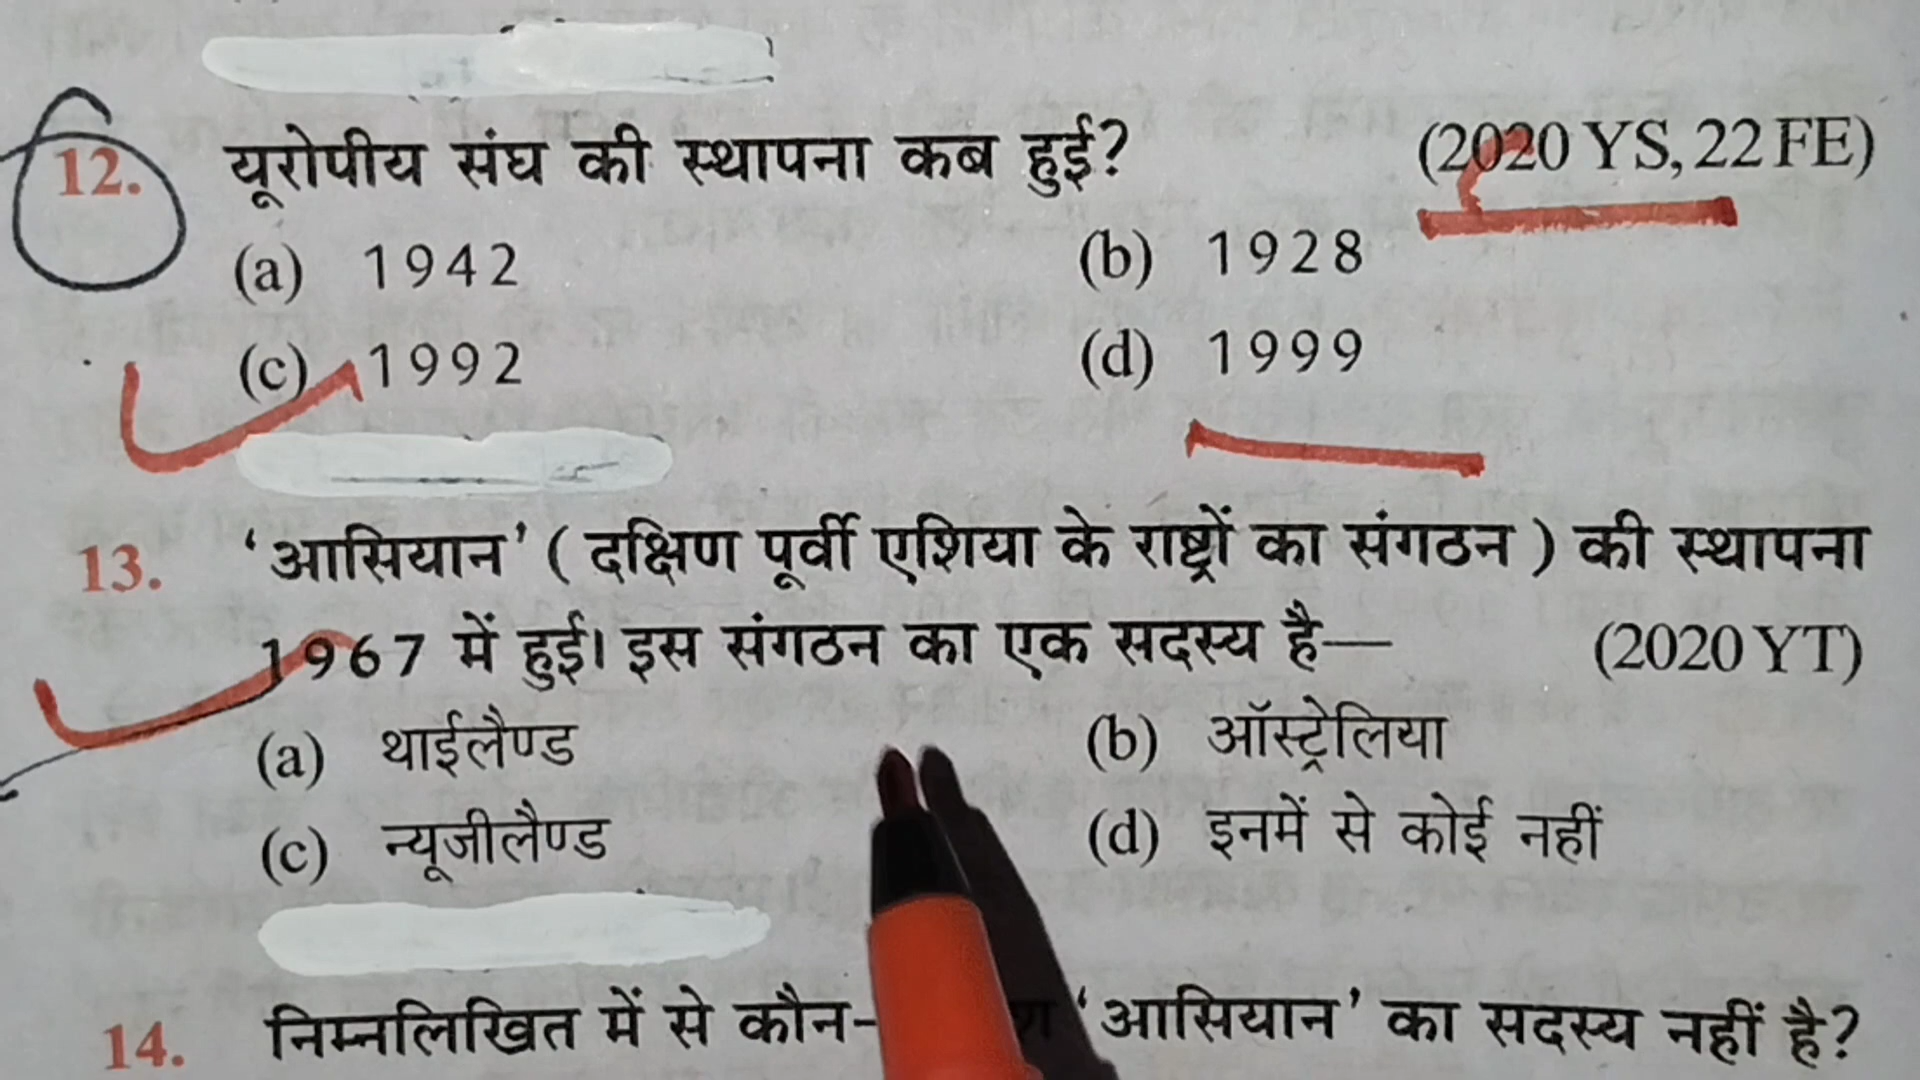 12. यूरोपीय संघ की स्थापना कब हुई? (2020 YS, 22 FE)
(a) 1942 (b) 1928
(c) 1992 (d) 1999
13. 'आसियान' ( दक्षिण पूर्वी एशिया के राष्ट्रों का संगठन ) की स्थापना
1967 में हुई। इस संगठन का एक सदस्य है— (2020 YT)
(a) थाईलैण्ड (b) ऑस्ट्रेलिया
(c) न्यूजीलैण्ड (d) इनमें से कोई नहीं
14. निम्नलिखित में से कौन- 'आसियान' का सदस्य नहीं है?